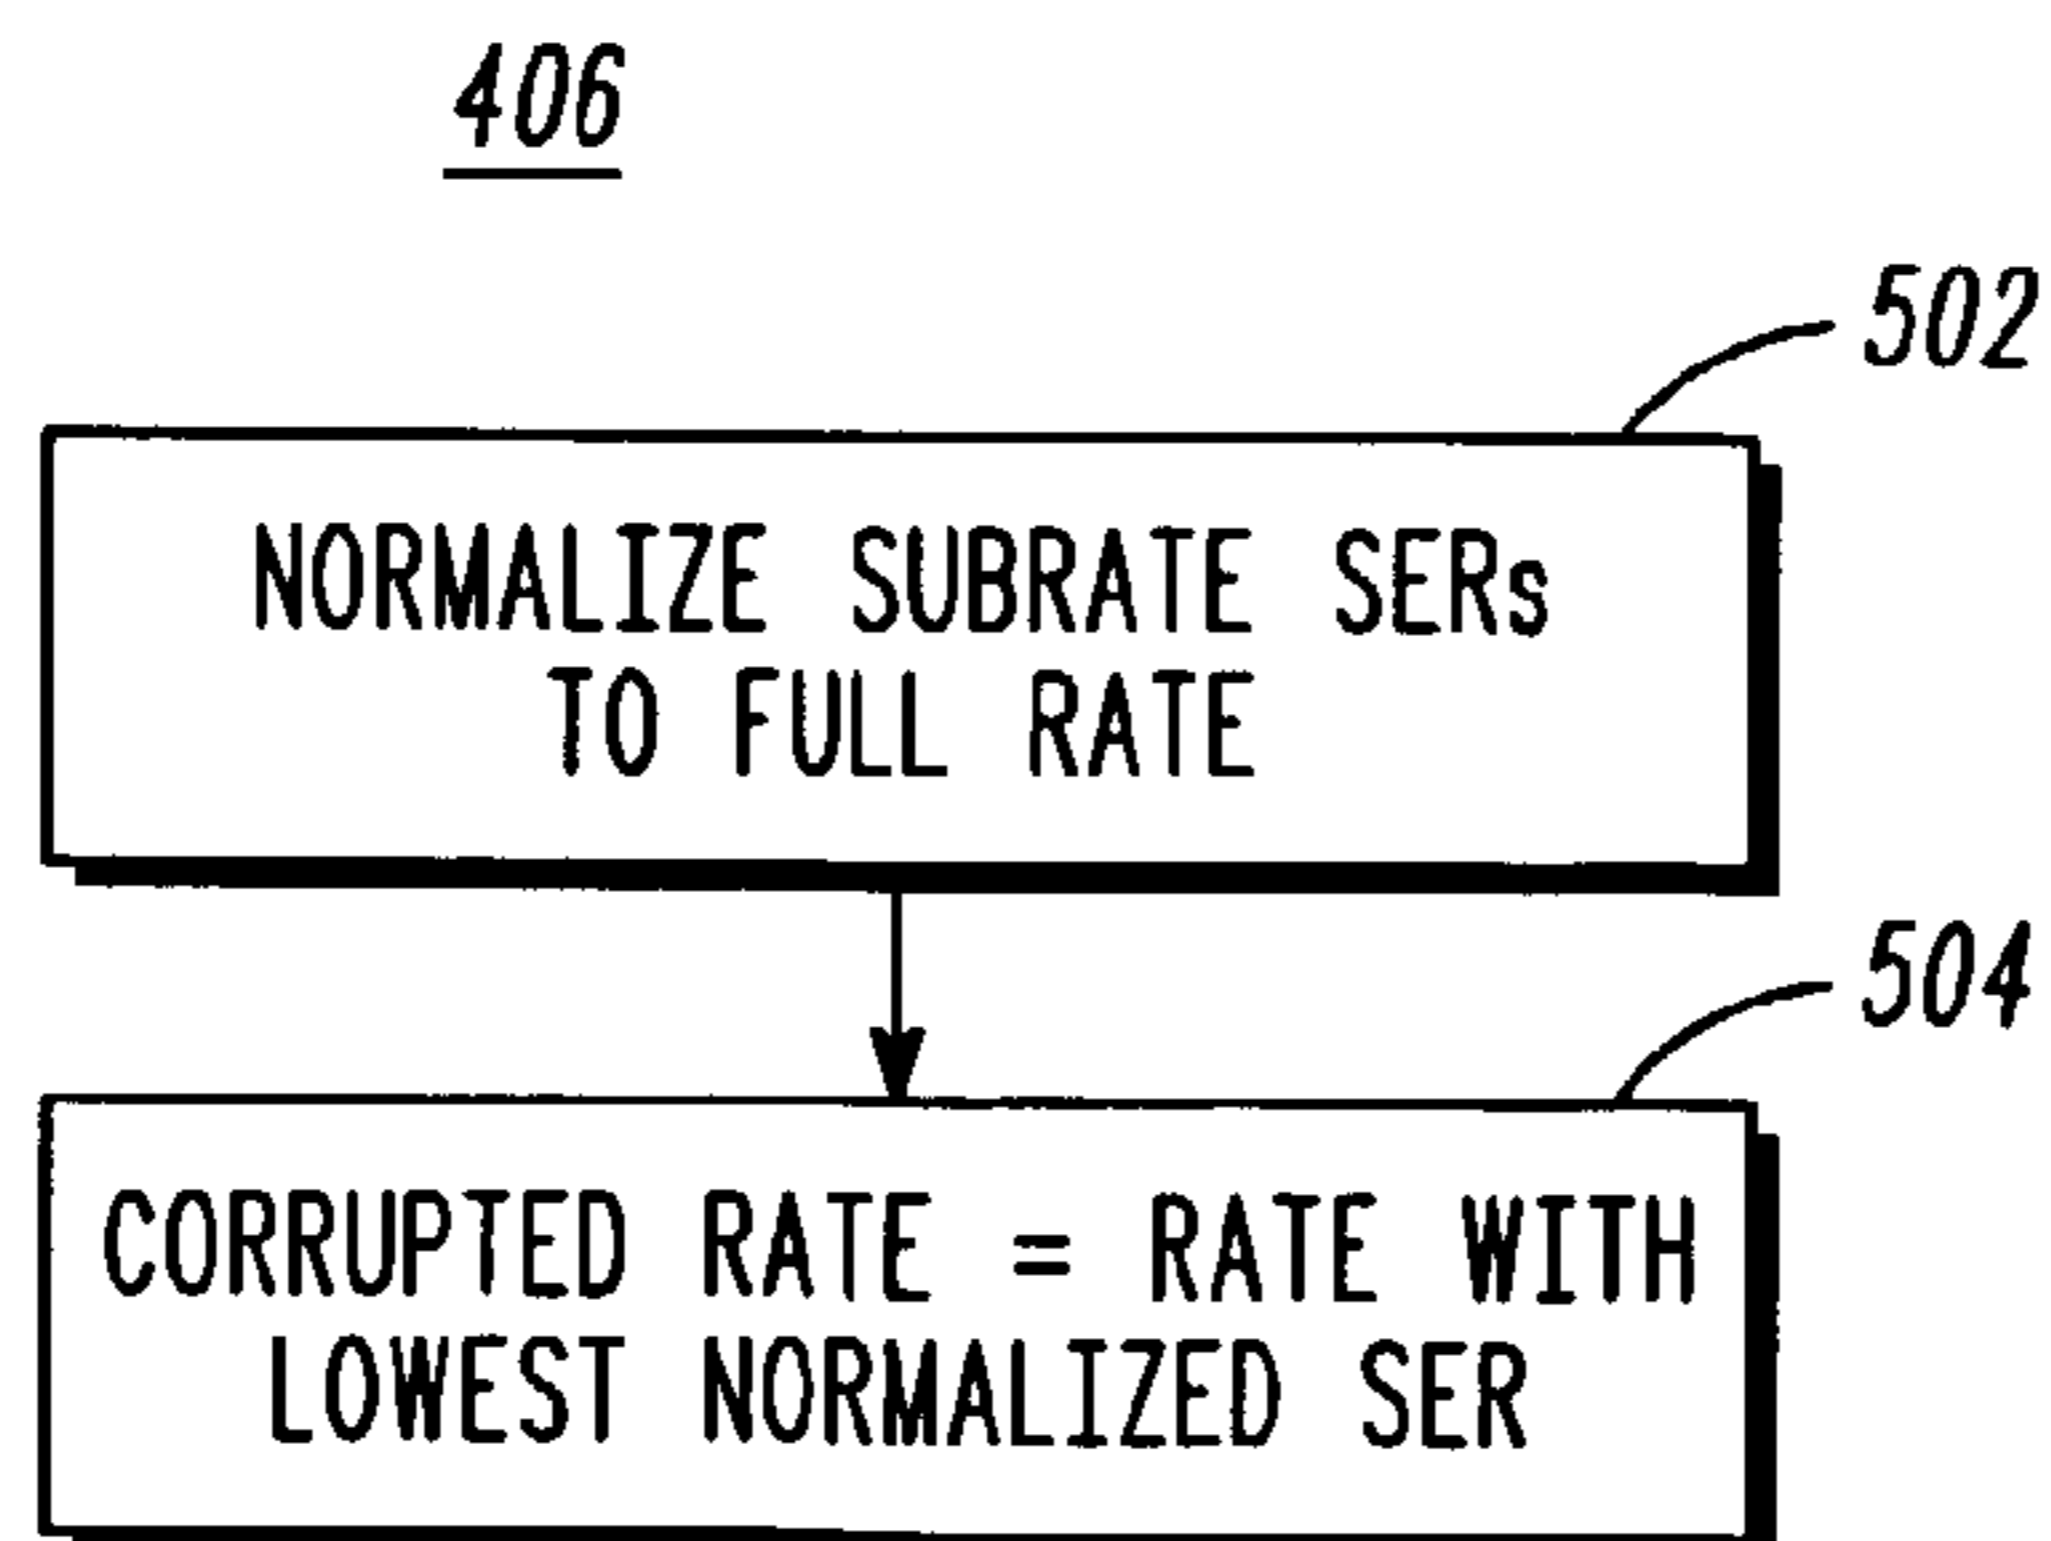 406
502
NORMALIZE SUBRATE SERs
TO FULL RATE
504
CORRUPTED RATE = RATE WITH
LOWEST NORMALIZED SER